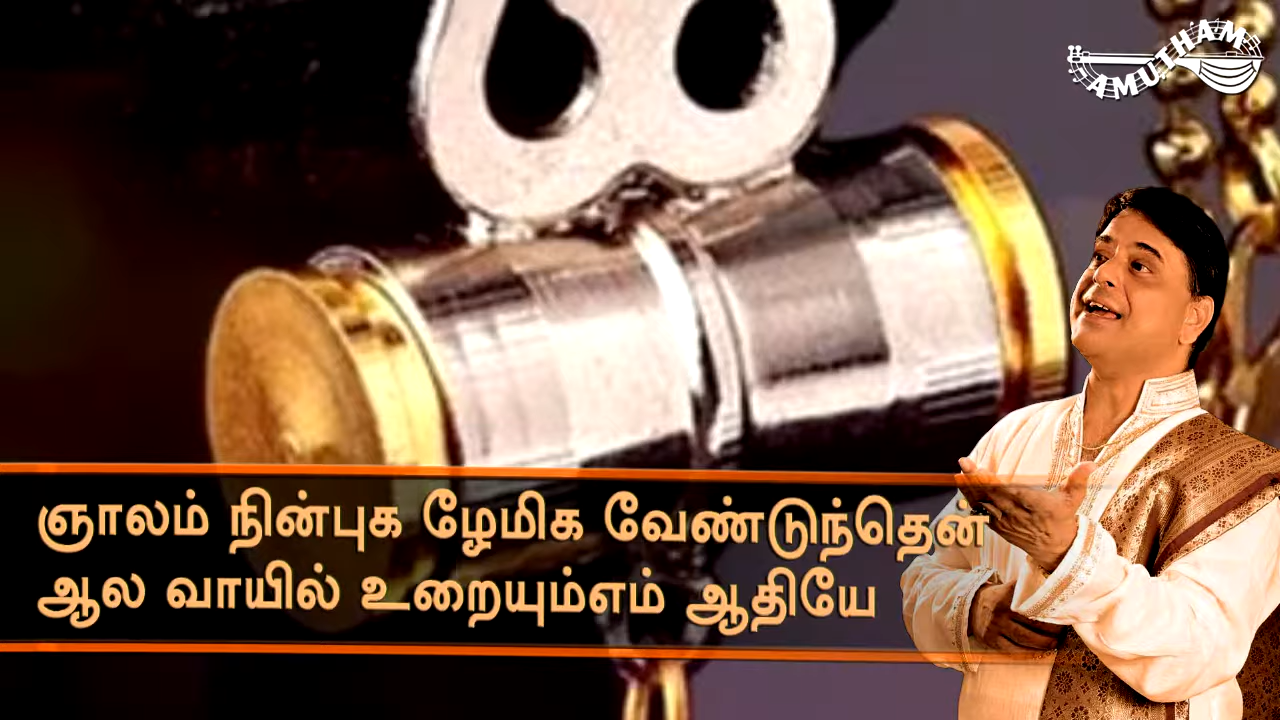 AMUTHAM
ஞாலம் நின்புக ழேமிக வேண்டுந்தென்
ஆல வாயில் உறையும்எம் ஆதியே